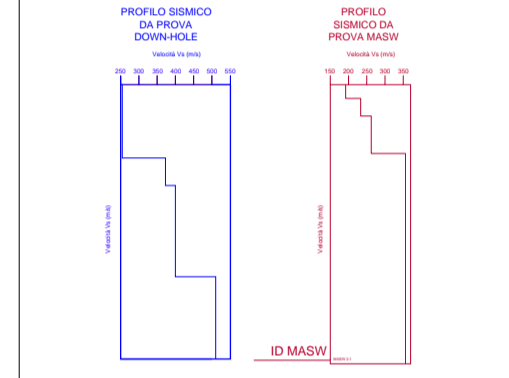 PROFILO SISMICO
DA PROVA
DOWN-HOLE
Velocità Vs (m/s)
250 300 350 400 450 500 550
Velocità Vs (m/s)
PROFILO
SISMICO DA
PROVA MASW
Velocità Vs (m/s)
150 200 250 300 350
Velocità Vs (m/s)
ID MASW